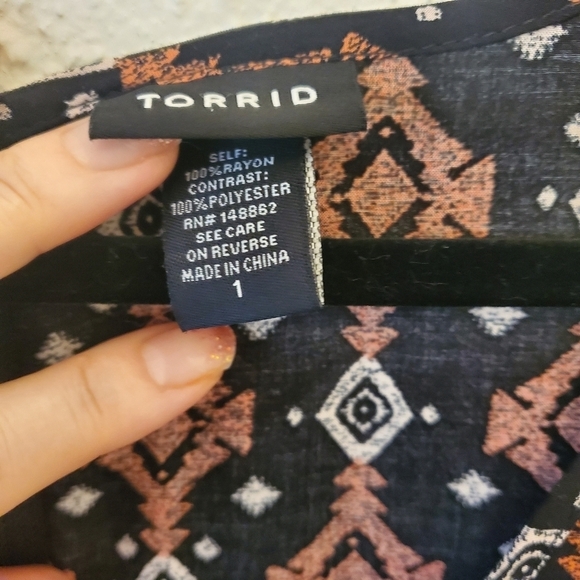 TORRID
SELF:
100%RAYON
CONTRAST:
100%POLYESTER
RN# 148862
SEE CARE
ON REVERSE
MADE IN CHINA
1